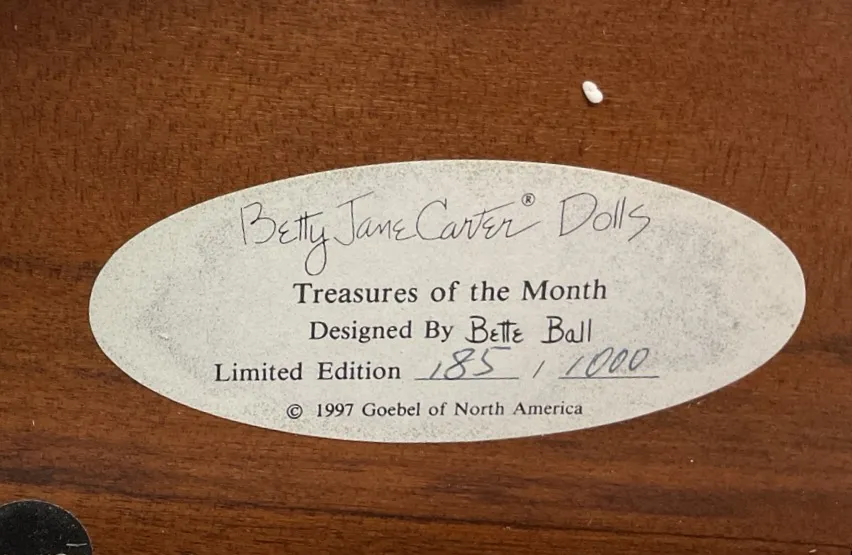 Betty Jane Carter® Dolls
Treasures of the Month
Designed By Bette Ball
Limited Edition 185 / 1000
© 1997 Goebel of North America